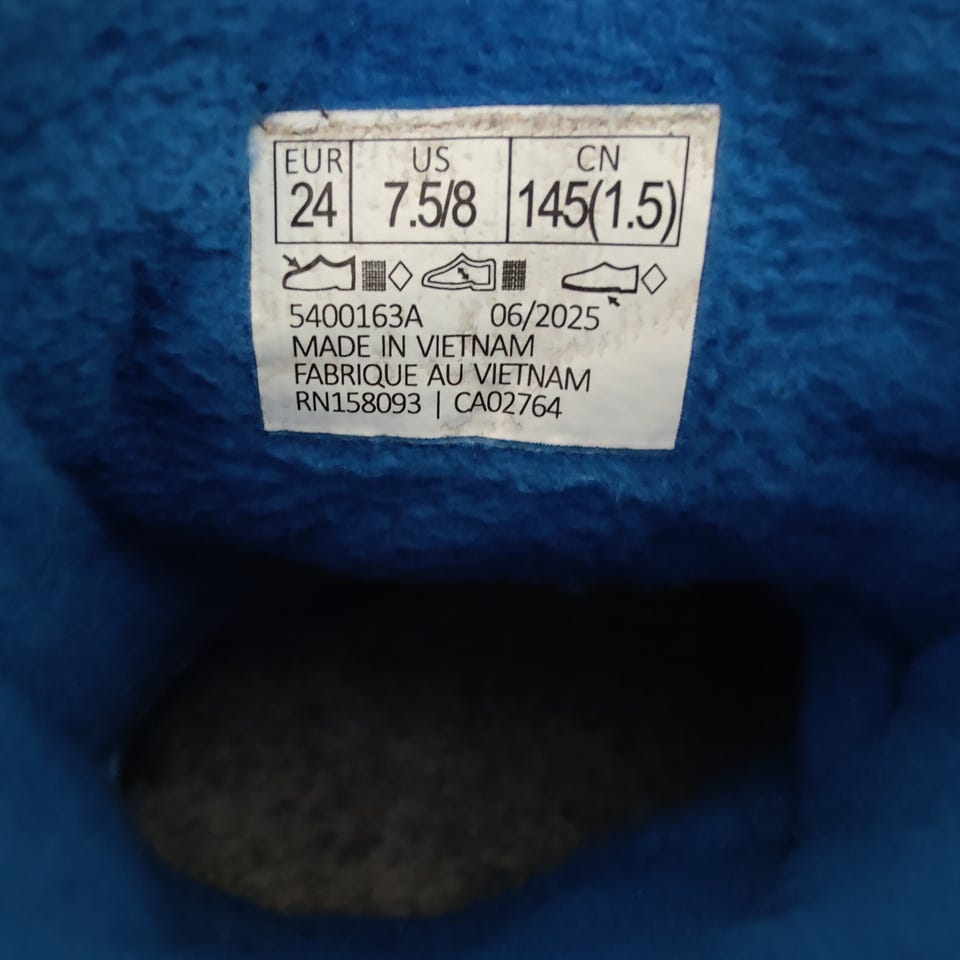 EUR US CN
24 7.5/8 145(1.5)
5400163A 06/2025
MADE IN VIETNAM
FABRIQUE AU VIETNAM
RN158093 | CA02764